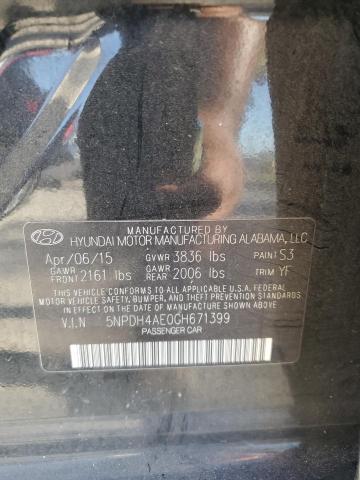 MANUFACTURED BY
HYUNDAI MOTOR MANUFACTURING ALABAMA, LLC
Apr/06/15 GVWR 3836 lbs PAINT S3
GAWR FRONT 2161 lbs GAWR REAR 2006 lbs TRIM YF
THIS VEHICLE CONFORMS TO ALL APPLICABLE U.S.A. FEDERAL
MOTOR VEHICLE SAFETY, BUMPER, AND THEFT PREVENTION STANDARDS
IN EFFECT ON THE DATE OF MANUFACTURE SHOWN ABOVE.
V.I.N 5NPDH4AE0GH671399
PASSENGER CAR